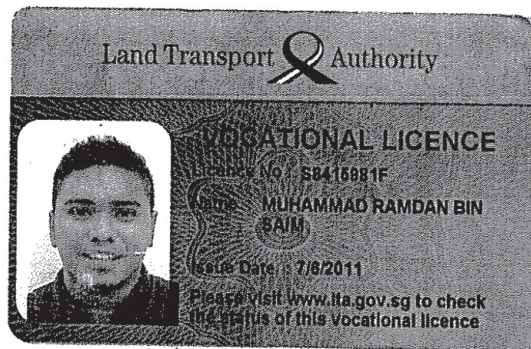 Land Transport Authority
VOCATIONAL LICENCE
Licence No : S8415981F
Name : MUHAMMAD RAMDAN BIN
SAIM
Issue Date : 7/6/2011
Please visit www.lta.gov.sg to check
the status of this vocational licence